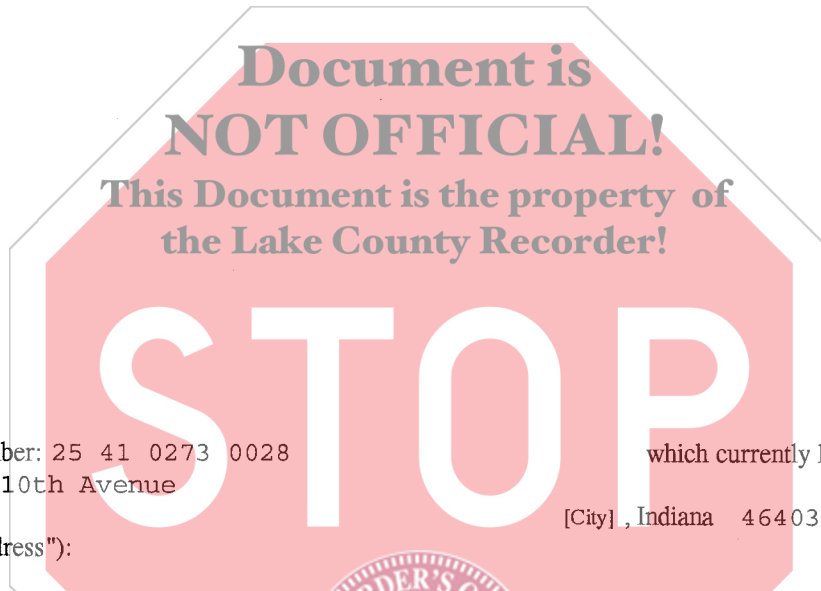 Document is
NOT OFFICIAL!
This Document is the property of
the Lake County Recorder!
STOP
ber: 25 41 0273 0028 which currently
10th Avenue
[City] , Indiana 46403
dress"):
RDER'S